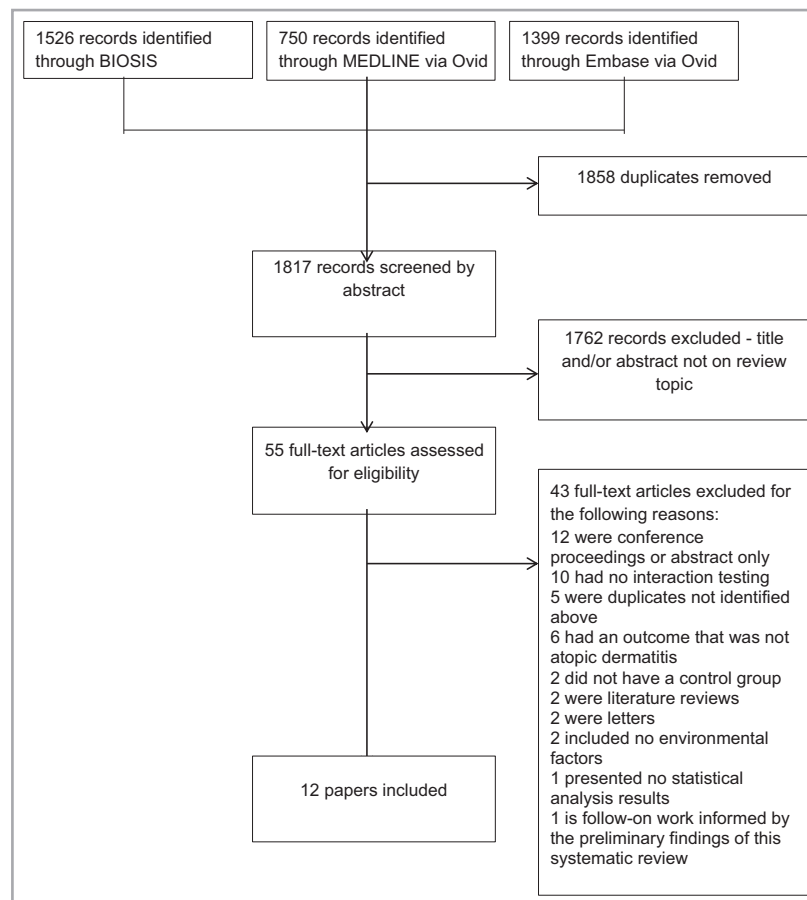 1526 records identified
through BIOSIS
750 records identified
through MEDLINE via Ovid
1399 records identified
through Embase via Ovid
1858 duplicates removed
1817 records screened by
abstract
1762 records excluded - title
and/or abstract not on review
topic
55 full-text articles assessed
for eligibility
43 full-text articles excluded for
the following reasons:
12 were conference
proceedings or abstract only
10 had no interaction testing
5 were duplicates not identified
above
6 had an outcome that was not
atopic dermatitis
2 did not have a control group
2 were literature reviews
2 were letters
2 included no environmental
factors
1 presented no statistical
analysis results
1 is follow-on work informed by
the preliminary findings of this
systematic review
12 papers included